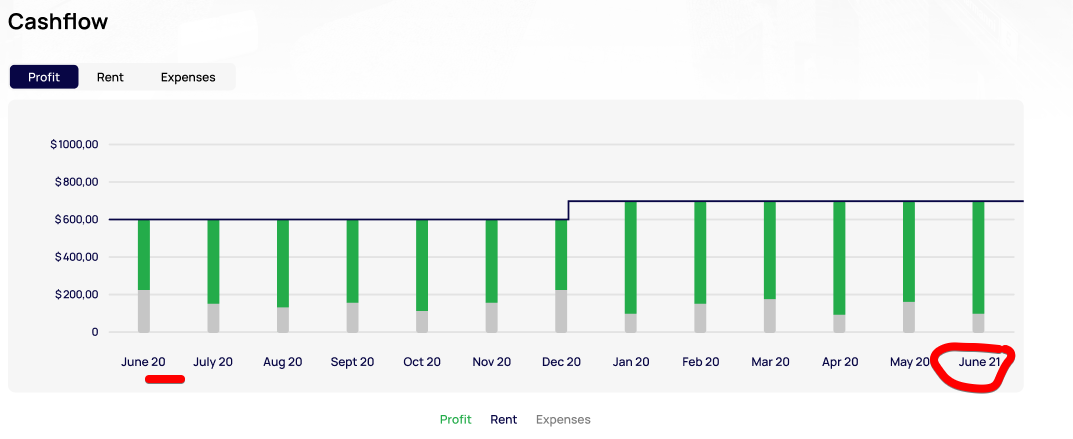 Cashflow
Profit Rent Expenses
$1000,00
$800,00
$600,00
$400,00
$200,00
0
June 20 July 20 Aug 20 Sept 20 Oct 20 Nov 20 Dec 20 Jan 20 Feb 20 Mar 20 Apr 20 May 20 June 21
Profit Rent Expenses